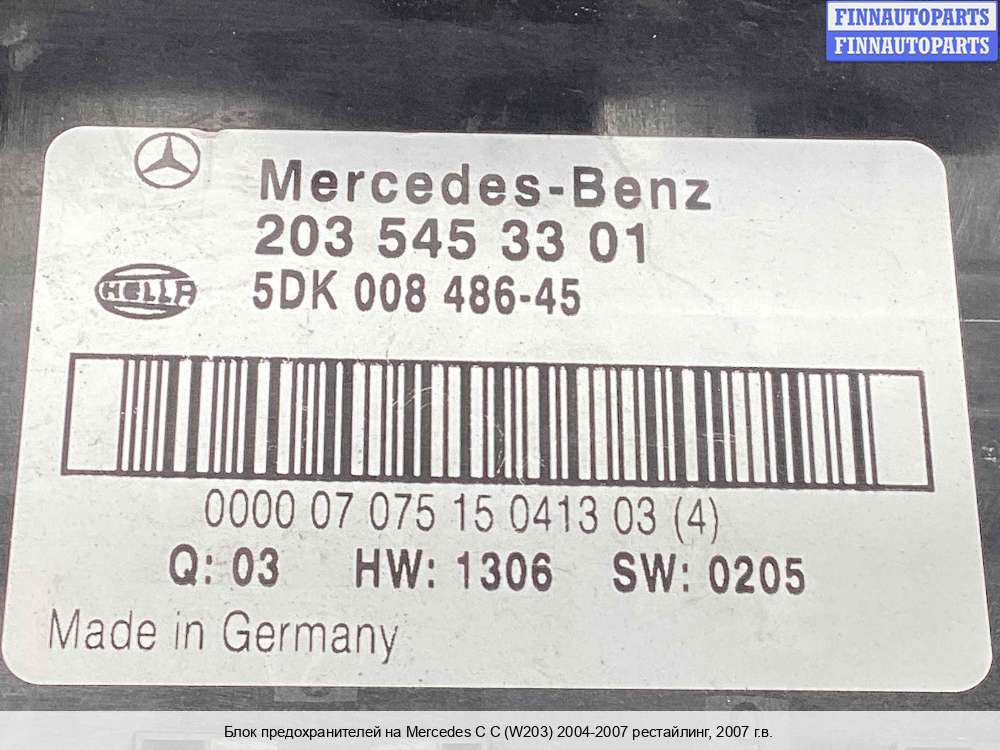 FINNAUTOPARTS
FINNAUTOPARTS
Mercedes-Benz
203 545 33 01
HELLA
5DK 008 486-45
0000 07 075 15 0413 03 (4)
Q: 03 HW: 1306 SW: 0205
Made in Germany
Блок предохранителей на Mercedes C C (W203) 2004-2007 рестайлинг, 2007 г.в.